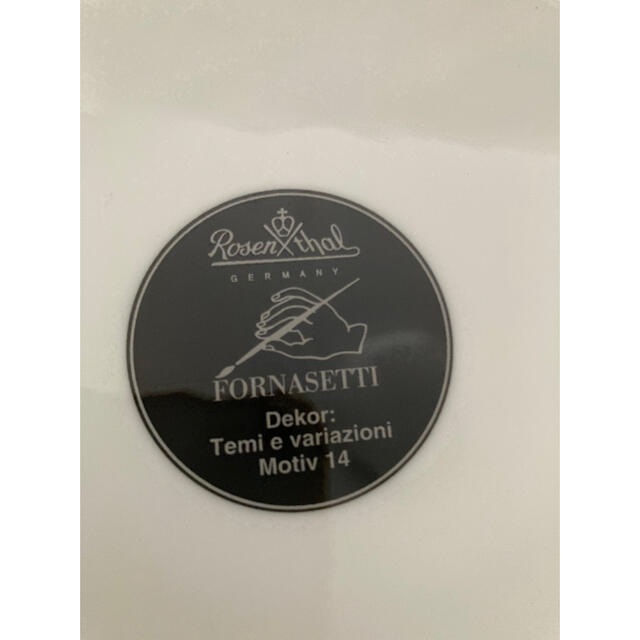 Rosenthal
GERMANY
FORNASETTI
Dekor:
Temi e variazioni
Motiv 14